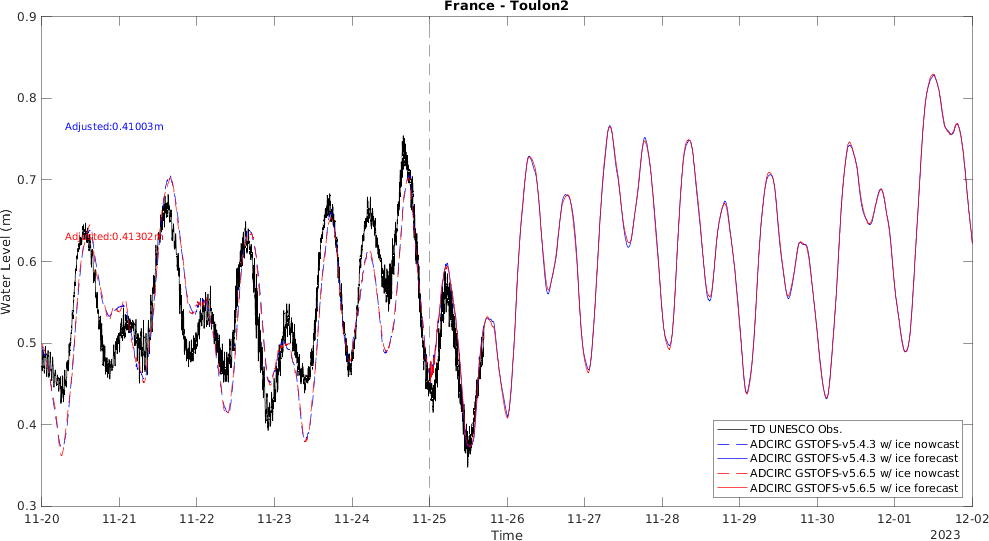 France - Toulon2
0.9
0.8
0.7
0.6
0.5
0.4
0.3
Water Level (m)
Adjusted:0.41003m
Adjusted:0.41302m
TD UNESCO Obs.
ADCIRC GSTOFS-v5.4.3 w/ ice nowcast
ADCIRC GSTOFS-v5.4.3 w/ ice forecast
ADCIRC GSTOFS-v5.6.5 w/ ice nowcast
ADCIRC GSTOFS-v5.6.5 w/ ice forecast
11-20 11-21 11-22 11-23 11-24 11-25 11-26 11-27 11-28 11-29 11-30 12-01 12-02
Time
2023